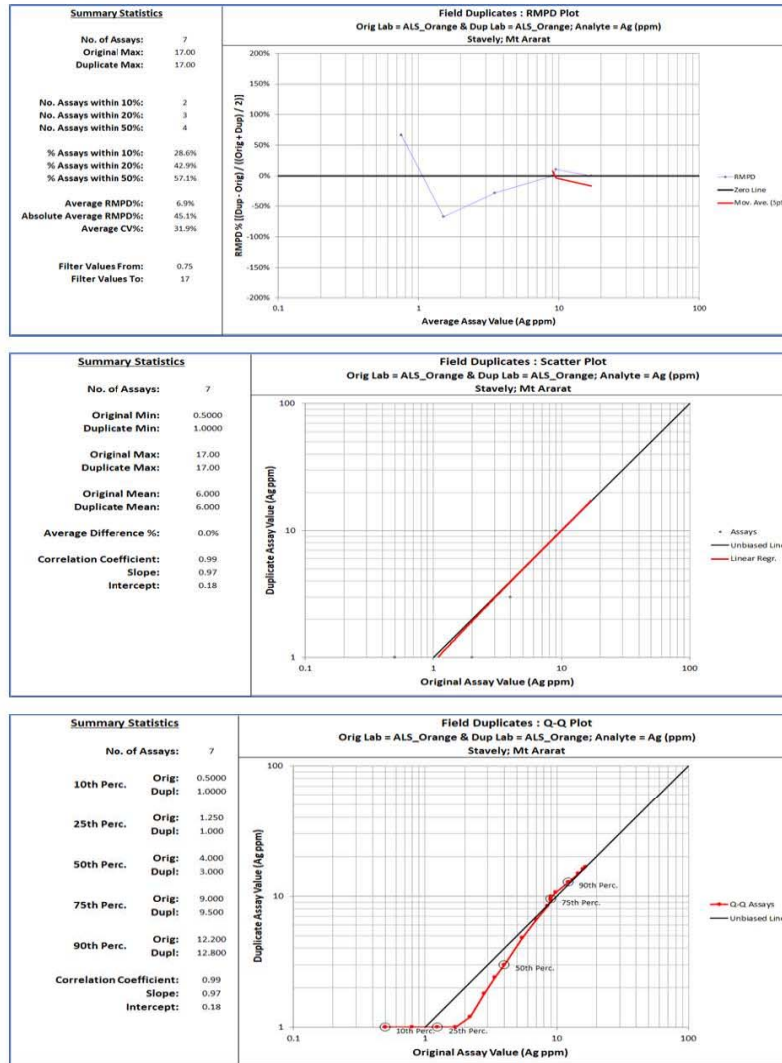 Summary Statistics
No. of Assays: 7
Original Max: 17.00
Duplicate Max: 17.00
No. Assays within 10%: 2
No. Assays within 20%: 3
No. Assays within 50%: 4
% Assays within 10%: 28.6%
% Assays within 20%: 42.9%
% Assays within 50%: 57.1%
Average RMPD%: 6.9%
Absolute Average RMPD%: 45.1%
Average CV%: 31.9%
Filter Values From: 0.75
Filter Values To: 17
Field Duplicates : RMPD Plot
Orig Lab = ALS_Orange & Dup Lab = ALS_Orange; Analyte = Ag (ppm)
Stavely; Mt Ararat
RMPD % [(Dup - Orig) / ((Orig + Dup) / 2)]
200%
150%
100%
50%
0%
-50%
-100%
-150%
-200%
0.1 1 10 100
Average Assay Value (Ag ppm)
RMPD
Zero Line
Mov. Ave. (5pt
Summary Statistics
No. of Assays: 7
Original Min: 0.5000
Duplicate Min: 1.0000
Original Max: 17.00
Duplicate Max: 17.00
Original Mean: 6.000
Duplicate Mean: 6.000
Average Difference %: 0.0%
Correlation Coefficient: 0.99
Slope: 0.97
Intercept: 0.18
Field Duplicates : Scatter Plot
Orig Lab = ALS_Orange & Dup Lab = ALS_Orange; Analyte = Ag (ppm)
Stavely; Mt Ararat
Duplicate Assay Value (Ag ppm)
100
10
1
0.1 1 10 100
Original Assay Value (Ag ppm)
Assays
Unbiased Line
Linear Regr.
Summary Statistics
No. of Assays: 7
10th Perc. Orig: 0.5000
Dupl: 1.0000
25th Perc. Orig: 1.250
Dupl: 1.000
50th Perc. Orig: 4.000
Dupl: 3.000
75th Perc. Orig: 9.000
Dupl: 9.500
90th Perc. Orig: 12.200
Dupl: 12.800
Correlation Coefficient: 0.99
Slope: 0.97
Intercept: 0.18
Field Duplicates : Q-Q Plot
Orig Lab = ALS_Orange & Dup Lab = ALS_Orange; Analyte = Ag (ppm)
Stavely; Mt Ararat
Duplicate Assay Value (Ag ppm)
100
10
1
90th Perc.
75th Perc.
50th Perc.
10th Perc. 25th Perc.
0.1 1 10 100
Original Assay Value (Ag ppm)
Q-Q Assays
Unbiased Line